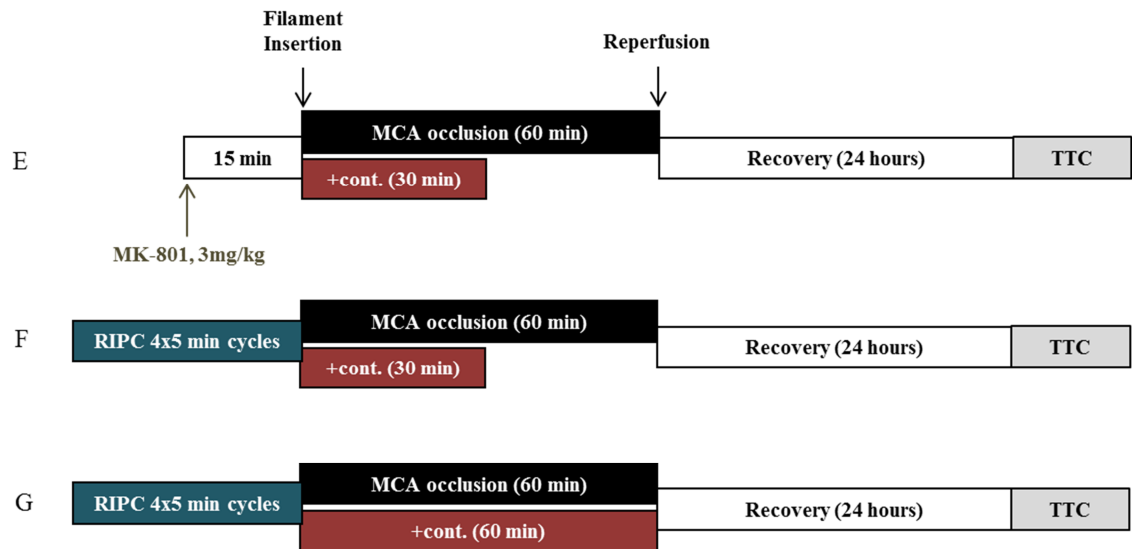 Filament
Insertion
Reperfusion
E
15 min
MCA occlusion (60 min)
+cont. (30 min)
Recovery (24 hours)
TTC
MK-801, 3mg/kg
F
RIPC 4x5 min cycles
MCA occlusion (60 min)
+cont. (30 min)
Recovery (24 hours)
TTC
G
RIPC 4x5 min cycles
MCA occlusion (60 min)
+cont. (60 min)
Recovery (24 hours)
TTC